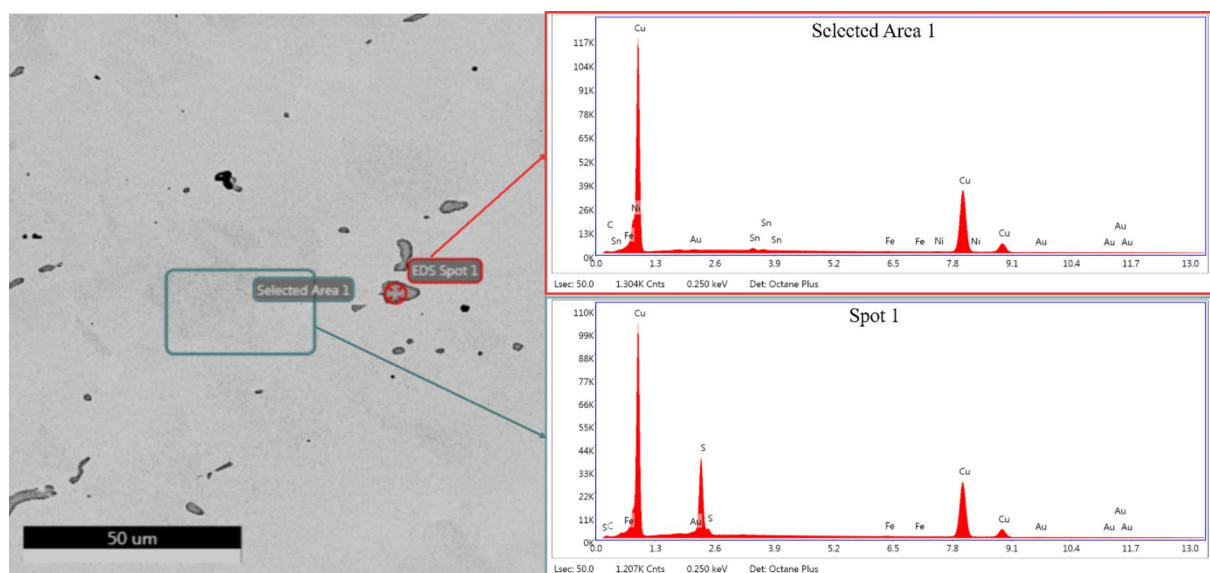 EDS Spot 1
Selected Area 1
50 um
Selected Area 1
117K
104K
91K
78K
65K
52K
39K
26K
13K
0K
Cu
C
Ni
Sn
Fe
Au
Sn
Sn
Sn
Fe
Fe
Ni
Cu
Ni
Cu
Au
Au
Au
Au
0.0 1.3 2.6 3.9 5.2 6.5 7.8 9.1 10.4 11.7 13.0
Lsec: 50.0 1.304K Cnts 0.250 keV Det: Octane Plus
Spot 1
110K
99K
88K
77K
66K
55K
44K
33K
22K
11K
0K
Cu
S
C
Fe
Au
S
S
Fe
Fe
Cu
Cu
Au
Au
Au
Au
0.0 1.3 2.6 3.9 5.2 6.5 7.8 9.1 10.4 11.7 13.0
Lsec: 50.0 1.207K Cnts 0.250 keV Det: Octane Plus